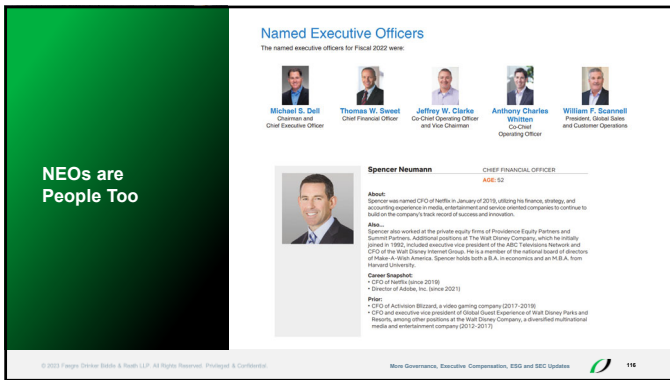 NEOs are
People Too
Named Executive Officers
The named executive officers for Fiscal 2022 were:
Michael S. Dell
Chairman and
Chief Executive Officer
Thomas W. Sweet
Chief Financial Officer
Jeffrey W. Clarke
Co-Chief Operating Officer
and Vice Chairman
Anthony Charles
Whitten
Co-Chief
Operating Officer
William F. Scannell
President, Global Sales
and Customer Operations
Spencer Neumann CHIEF FINANCIAL OFFICER
AGE: 52
About:
Spencer was named CFO of Netflix in January of 2019, utilizing his finance, strategy, and
accounting experience in media, entertainment and service oriented companies to continue to
build on the company's track record of success and innovation.
Also...
Spencer also worked at the private equity firms of Providence Equity Partners and
Summit Partners. Additional positions at The Walt Disney Company, which he initially
joined in 1992, included executive vice president of the ABC Televisions Network and
CFO of the Walt Disney Internet Group. He is a member of the national board of directors
of Make-A-Wish America. Spencer holds both a B.A. in economics and an M.B.A. from
Harvard University.
Career Snapshot:
• CFO of Netflix (since 2019)
• Director of Adobe, Inc. (since 2021)
Prior:
• CFO of Activision Blizzard, a video gaming company (2017-2019)
• CFO and executive vice president of Global Guest Experience of Walt Disney Parks and
Resorts, among other positions at the Walt Disney Company, a diversified multinational
media and entertainment company (2012-2017)
© 2023 Faegre Drinker Biddle & Reath LLP. All Rights Reserved. Privileged & Confidential.
More Governance, Executive Compensation, ESG and SEC Updates
116